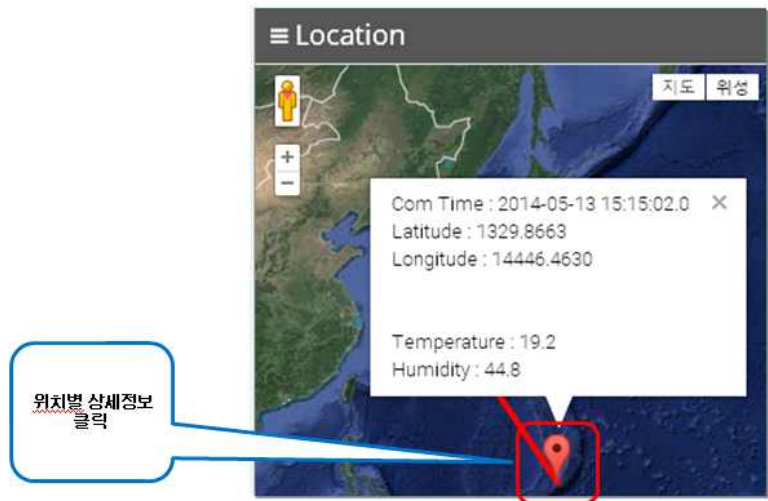 ≡ Location
지도 위성
+
−
Com Time : 2014-05-13 15:15:02.0 ×
Latitude : 1329.8663
Longitude : 14446.4630
Temperature : 19.2
Humidity : 44.8
위치별 상세정보
클릭